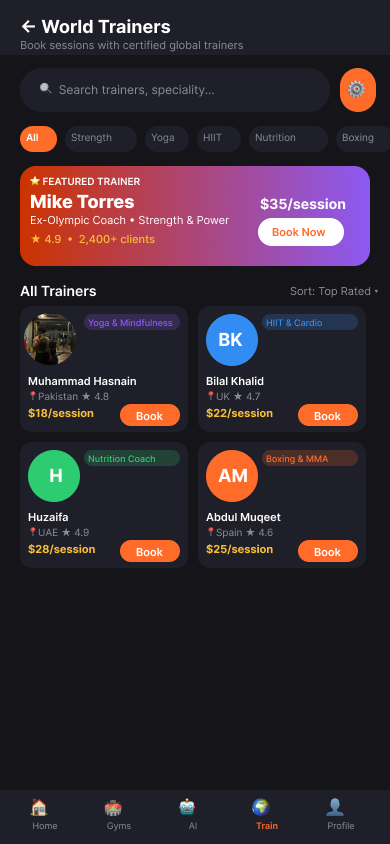 ← World Trainers
Book sessions with certified global trainers
Search trainers, speciality...
All Strength Yoga HIIT Nutrition Boxing
⭐ FEATURED TRAINER
Mike Torres
Ex-Olympic Coach • Strength & Power
★ 4.9 • 2,400+ clients
$35/session
Book Now
All Trainers
Sort: Top Rated ▾
Yoga & Mindfulness
Muhammad Hasnain
📍Pakistan ★ 4.8
$18/session
Book
BK
HIIT & Cardio
Bilal Khalid
📍UK ★ 4.7
$22/session
Book
H
Nutrition Coach
Huzaifa
📍UAE ★ 4.9
$28/session
Book
AM
Boxing & MMA
Abdul Muqeet
📍Spain ★ 4.6
$25/session
Book
Home Gyms AI Train Profile